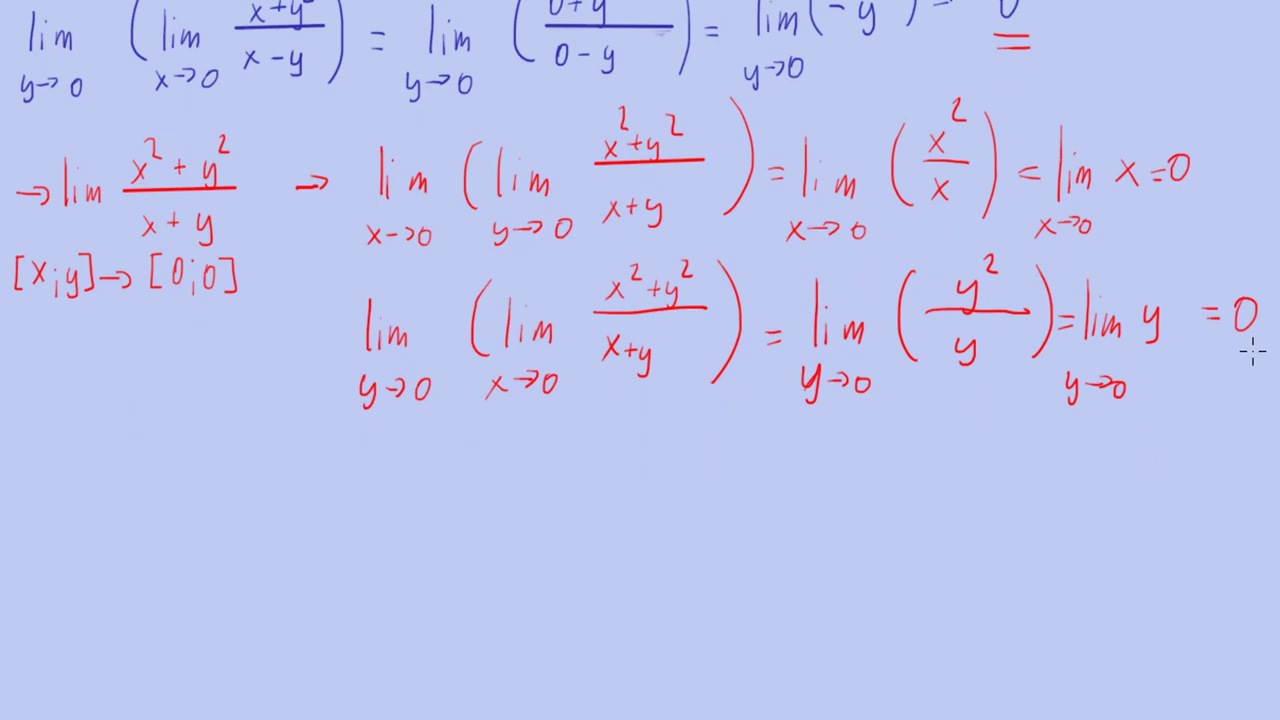 lim y→0 ( lim x→0 x+y² / x-y ) = lim y→0 ( 0+y / 0-y ) = lim y→0 (-y) = 0
→ lim [x;y]→[0;0] x²+y² / x+y → lim x→0 ( lim y→0 x²+y² / x+y ) = lim x→0 ( x² / x ) = lim x→0 x = 0
lim y→0 ( lim x→0 x²+y² / x+y ) = lim y→0 ( y² / y ) = lim y→0 y = 0